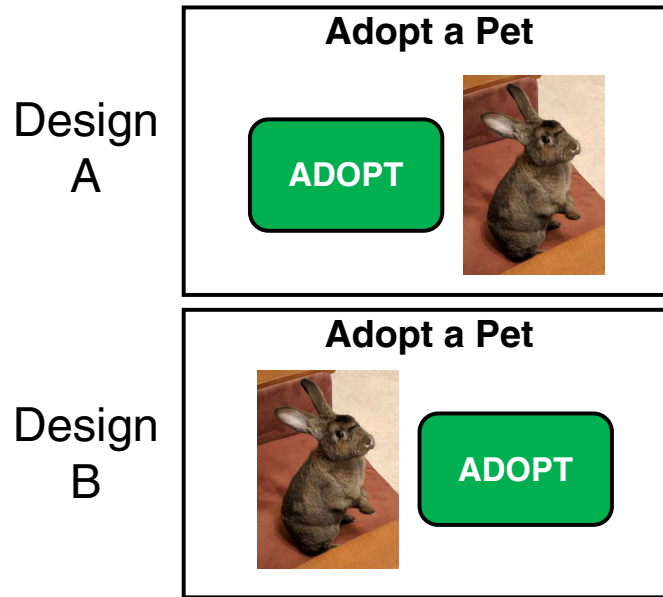 Adopt a Pet
Design
A
ADOPT
Adopt a Pet
Design
B
ADOPT